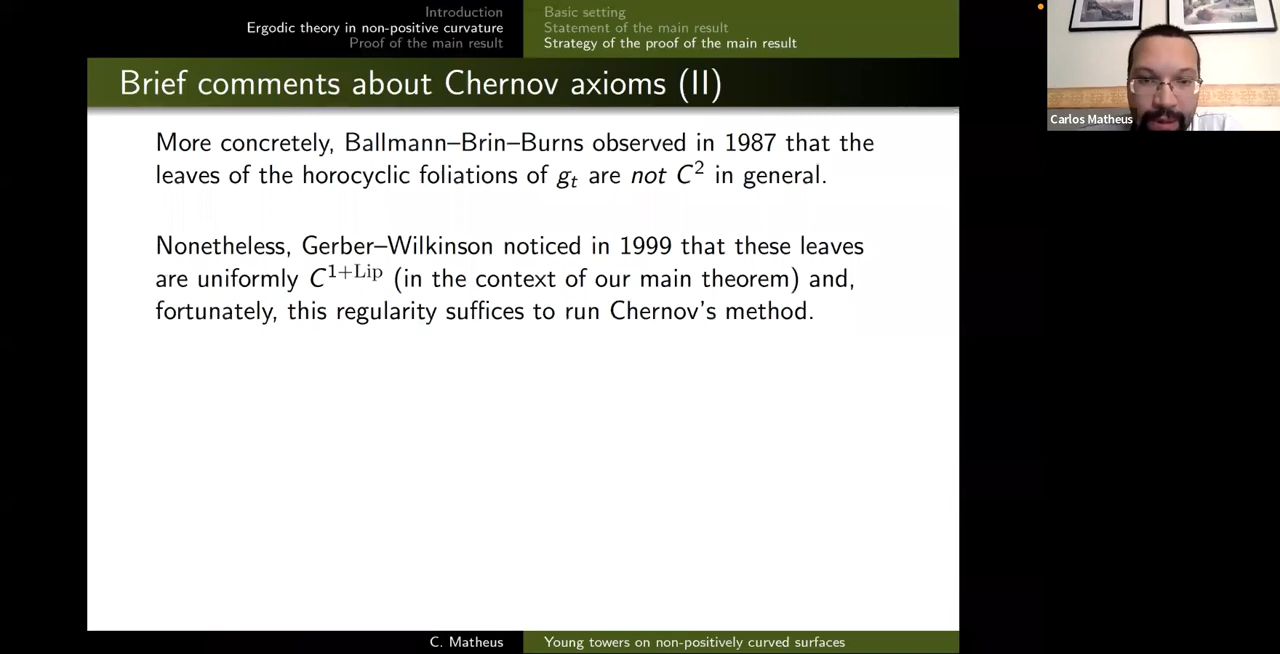 Introduction
Ergodic theory in non-positive curvature
Proof of the main result
Basic setting
Statement of the main result
Strategy of the proof of the main result
Brief comments about Chernov axioms (II)
More concretely, Ballmann–Brin–Burns observed in 1987 that the
leaves of the horocyclic foliations of gₜ are not C² in general.
Nonetheless, Gerber–Wilkinson noticed in 1999 that these leaves
are uniformly C^{1+Lip} (in the context of our main theorem) and,
fortunately, this regularity suffices to run Chernov's method.
C. Matheus
Young towers on non-positively curved surfaces
Carlos Matheus